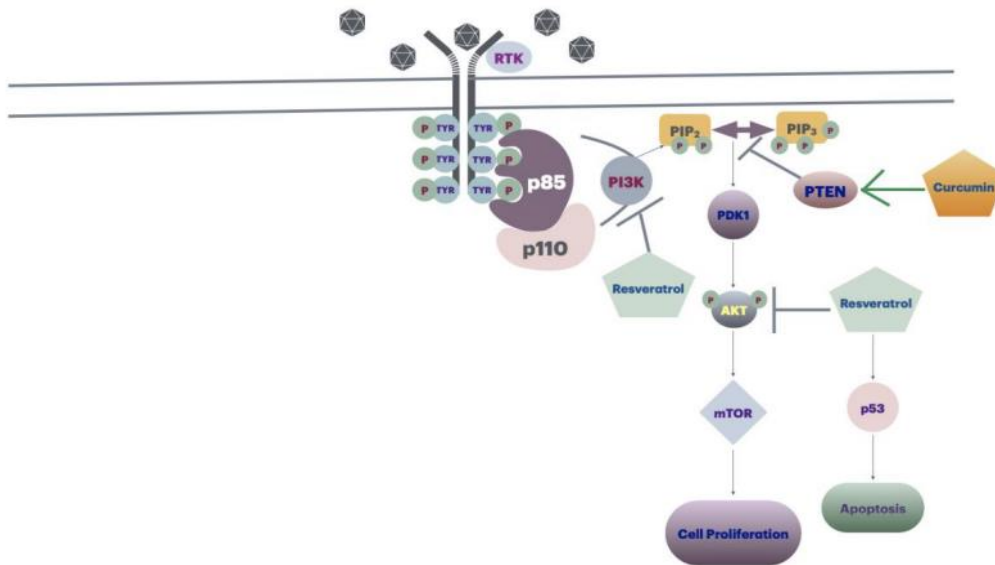 RTK
P TYR TYR P
P TYR TYR P
P TYR TYR P
p85
p110
PI3K
PIP2
P P
PIP3 P
P P
PTEN
Curcumin
PDK1
Resveratrol
P AKT P
Resveratrol
mTOR
p53
Cell Proliferation
Apoptosis